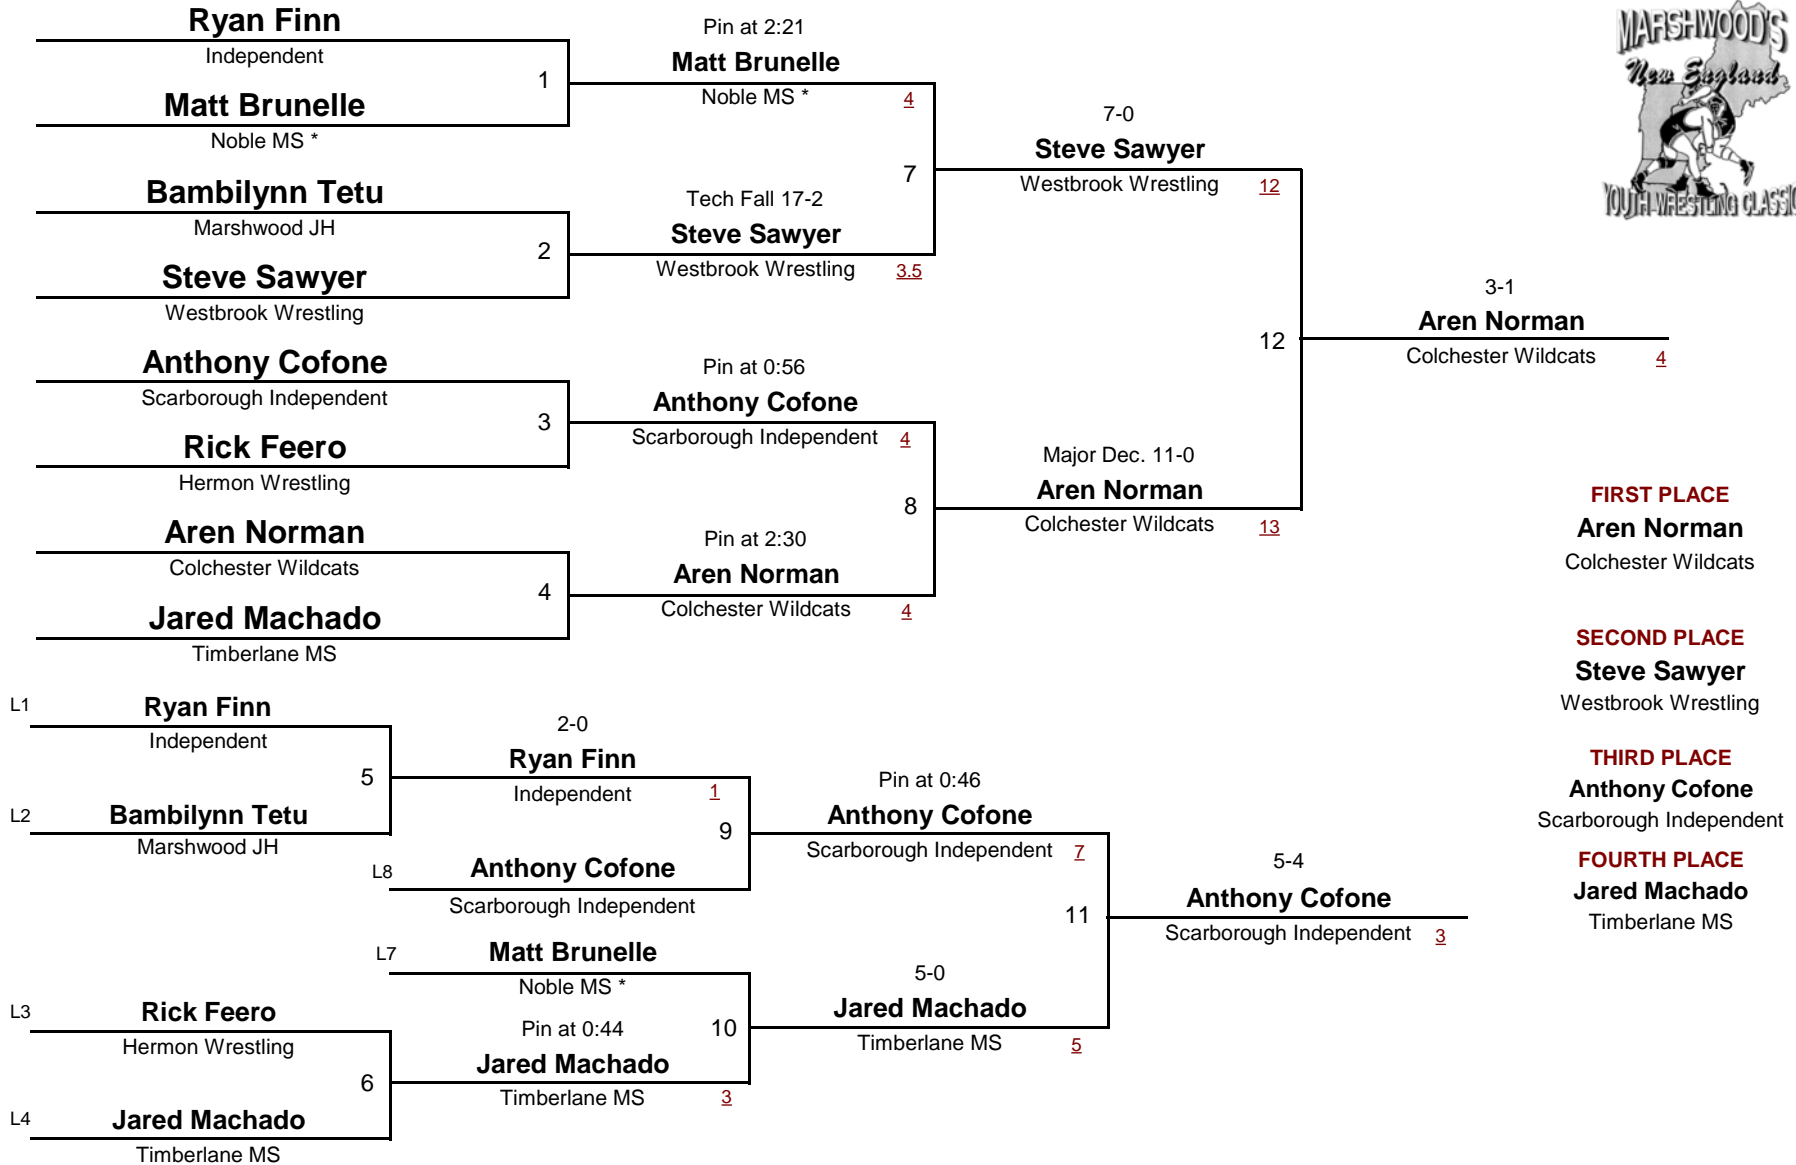 Ryan Finn
Independent
1
Matt Brunelle
Noble MS *
Bambilynn Tetu
Marshwood JH
2
Steve Sawyer
Westbrook Wrestling
Anthony Cofone
Scarborough Independent
3
Rick Feero
Hermon Wrestling
Aren Norman
Colchester Wildcats
4
Jared Machado
Timberlane MS
Pin at 2:21
Matt Brunelle
Noble MS * 4
7
Tech Fall 17-2
Steve Sawyer
Westbrook Wrestling 3.5
Pin at 0:56
Anthony Cofone
Scarborough Independent 4
8
Pin at 2:30
Aren Norman
Colchester Wildcats 4
7-0
Steve Sawyer
Westbrook Wrestling 12
12
Major Dec. 11-0
Aren Norman
Colchester Wildcats 13
3-1
Aren Norman
Colchester Wildcats 4
MARSHWOOD'S
New England
YOUTH WRESTLING CLASSIC
FIRST PLACE
Aren Norman
Colchester Wildcats
SECOND PLACE
Steve Sawyer
Westbrook Wrestling
THIRD PLACE
Anthony Cofone
Scarborough Independent
FOURTH PLACE
Jared Machado
Timberlane MS
L1 Ryan Finn
Independent
5
L2 Bambilynn Tetu
Marshwood JH
2-0
Ryan Finn
Independent 1
9
L8 Anthony Cofone
Scarborough Independent
L7 Matt Brunelle
Noble MS *
L3 Rick Feero
Hermon Wrestling
6
L4 Jared Machado
Timberlane MS
Pin at 0:44
10
Jared Machado
Timberlane MS 3
Pin at 0:46
Anthony Cofone
Scarborough Independent 7
11
5-0
Jared Machado
Timberlane MS 5
5-4
Anthony Cofone
Scarborough Independent 3